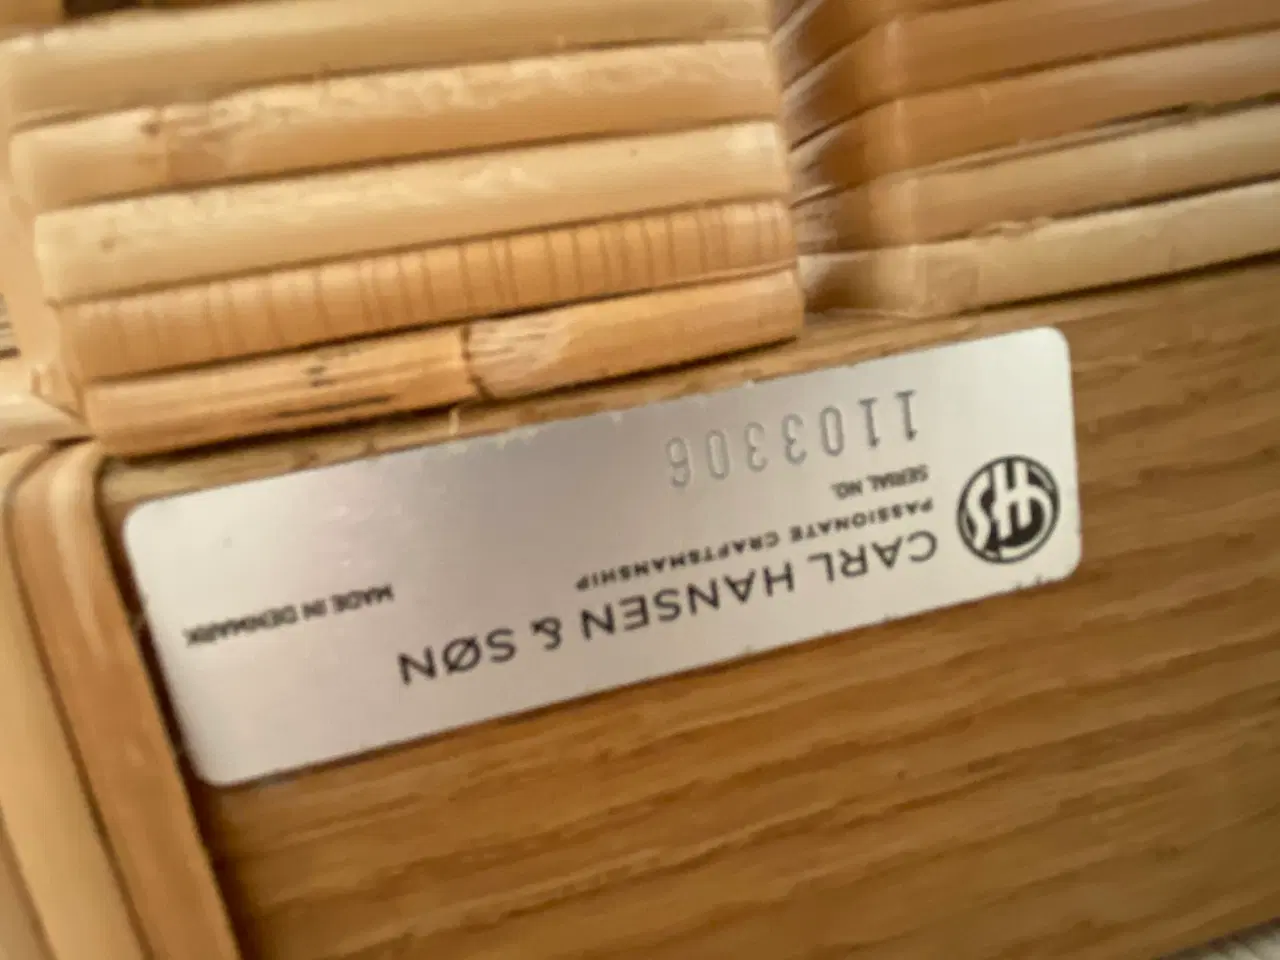 CARL HANSEN & SØN
PASSIONATE CRAFTSMANSHIP
MADE IN DENMARK
SERIAL NO.
1103306